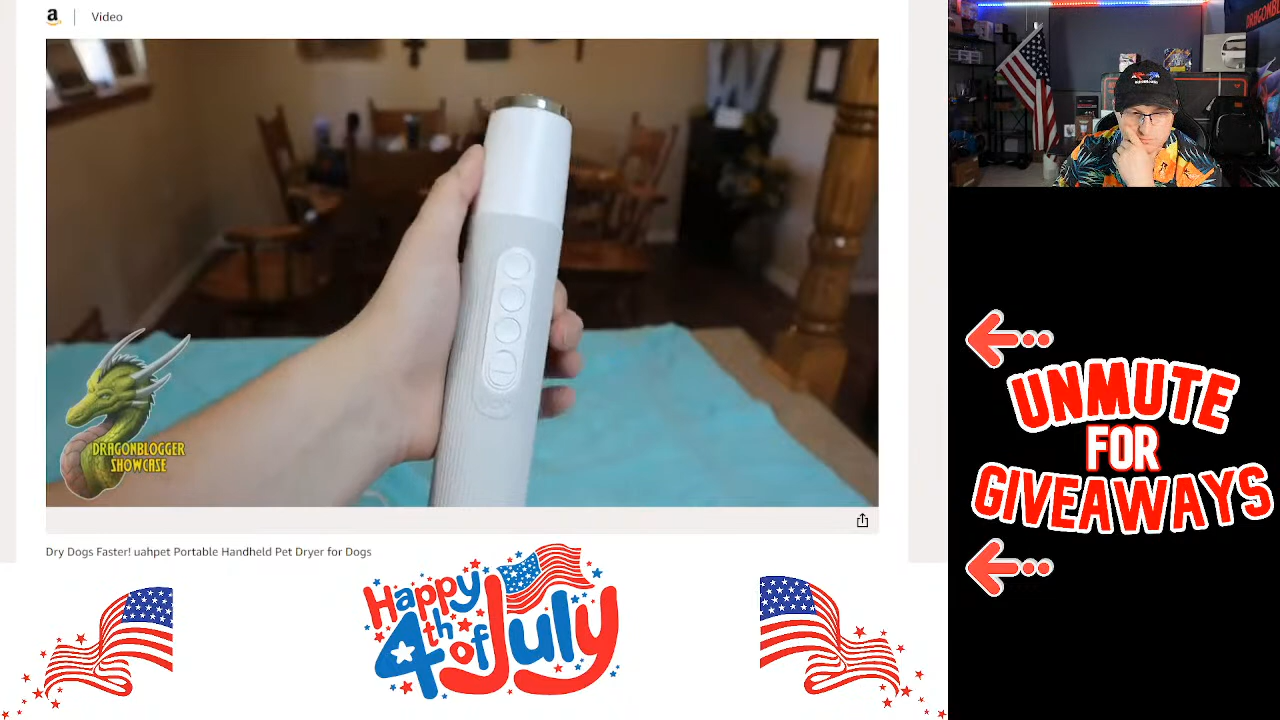 a
Video
DRAGONBLOGGER
SHOWCASE
Dry Dogs Faster! uahpet Portable Handheld Pet Dryer for Dogs
Happy
4th of July
UNMUTE
FOR
GIVEAWAYS